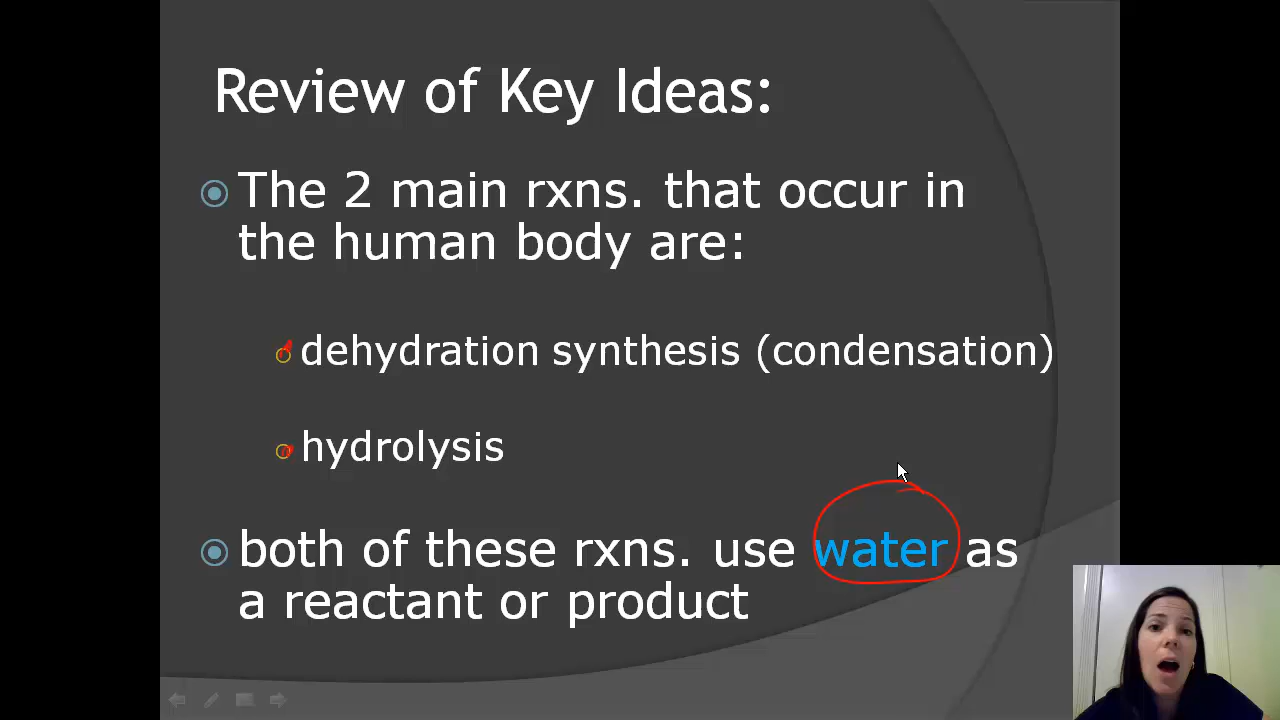 Review of Key Ideas:
The 2 main rxns. that occur in
the human body are:
dehydration synthesis (condensation)
hydrolysis
both of these rxns. use water as
a reactant or product